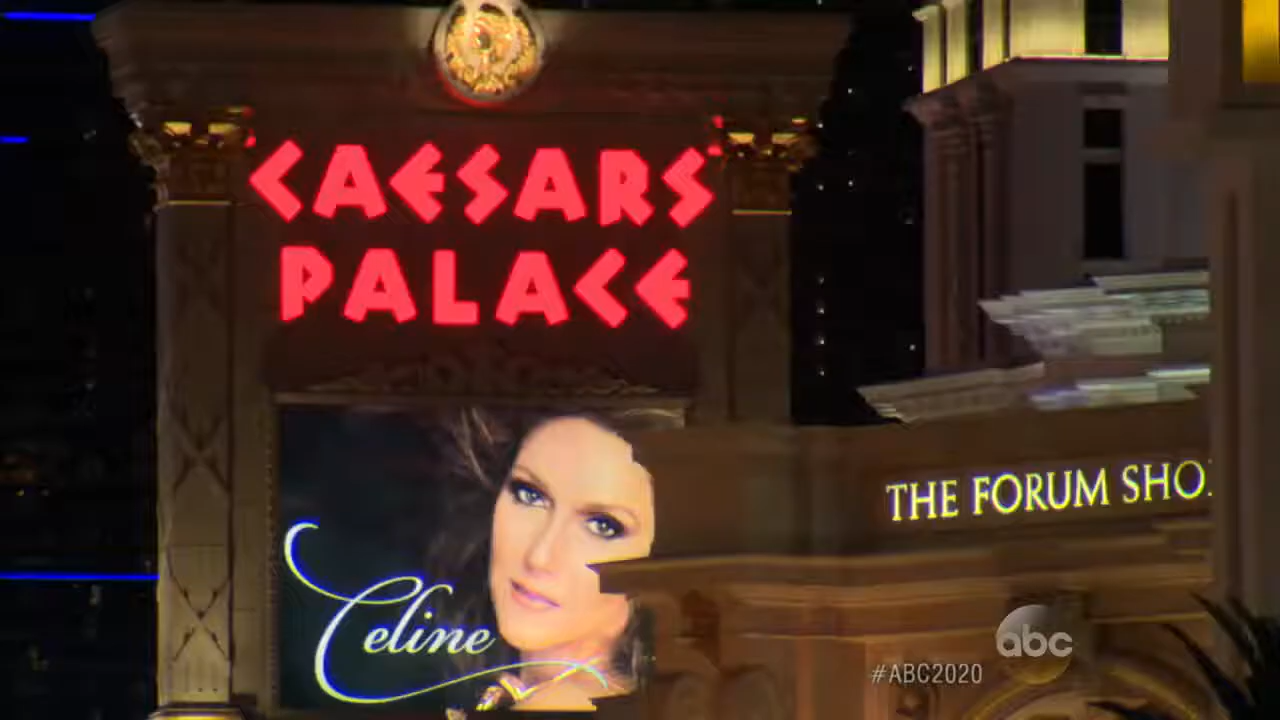 CAESARS
PALACE
Celine
THE FORUM SHO
abc
#ABC2020